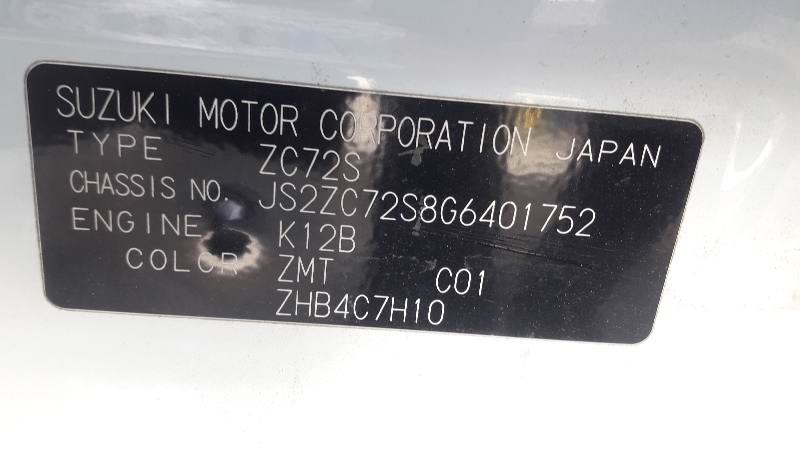 SUZUKI MOTOR CORPORATION JAPAN
TYPE ZC72S
CHASSIS NO. JS2ZC72S8G6401752
ENGINE K12B
COLOR ZMT C01
ZHB4C7H10